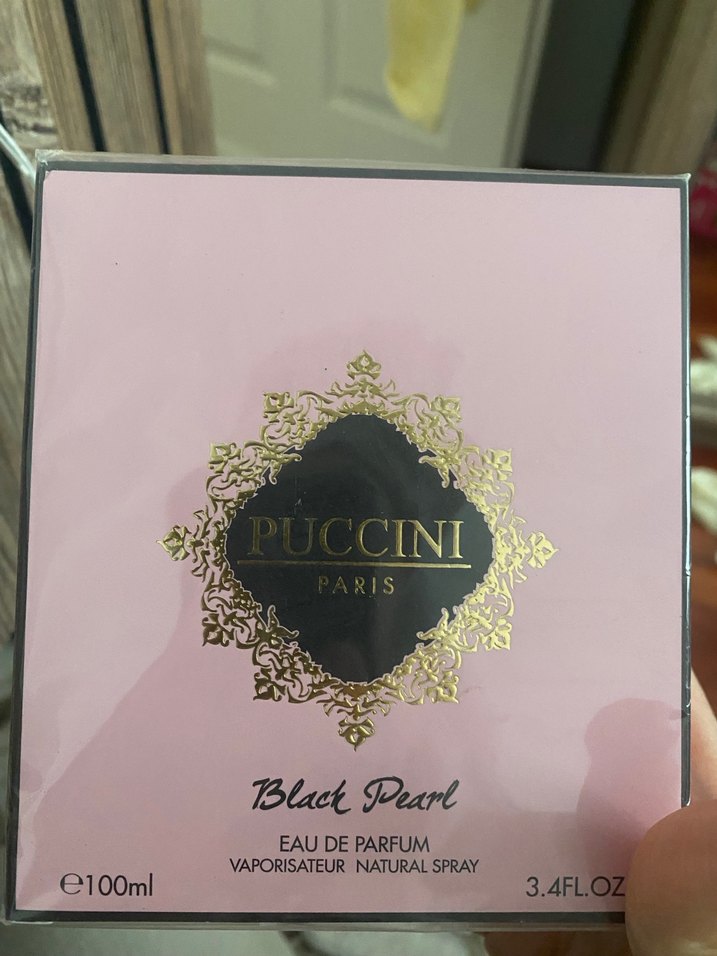 PUCCINI
PARIS
Black Pearl
EAU DE PARFUM
VAPORISATEUR NATURAL SPRAY
℮100ml
3.4FL.OZ